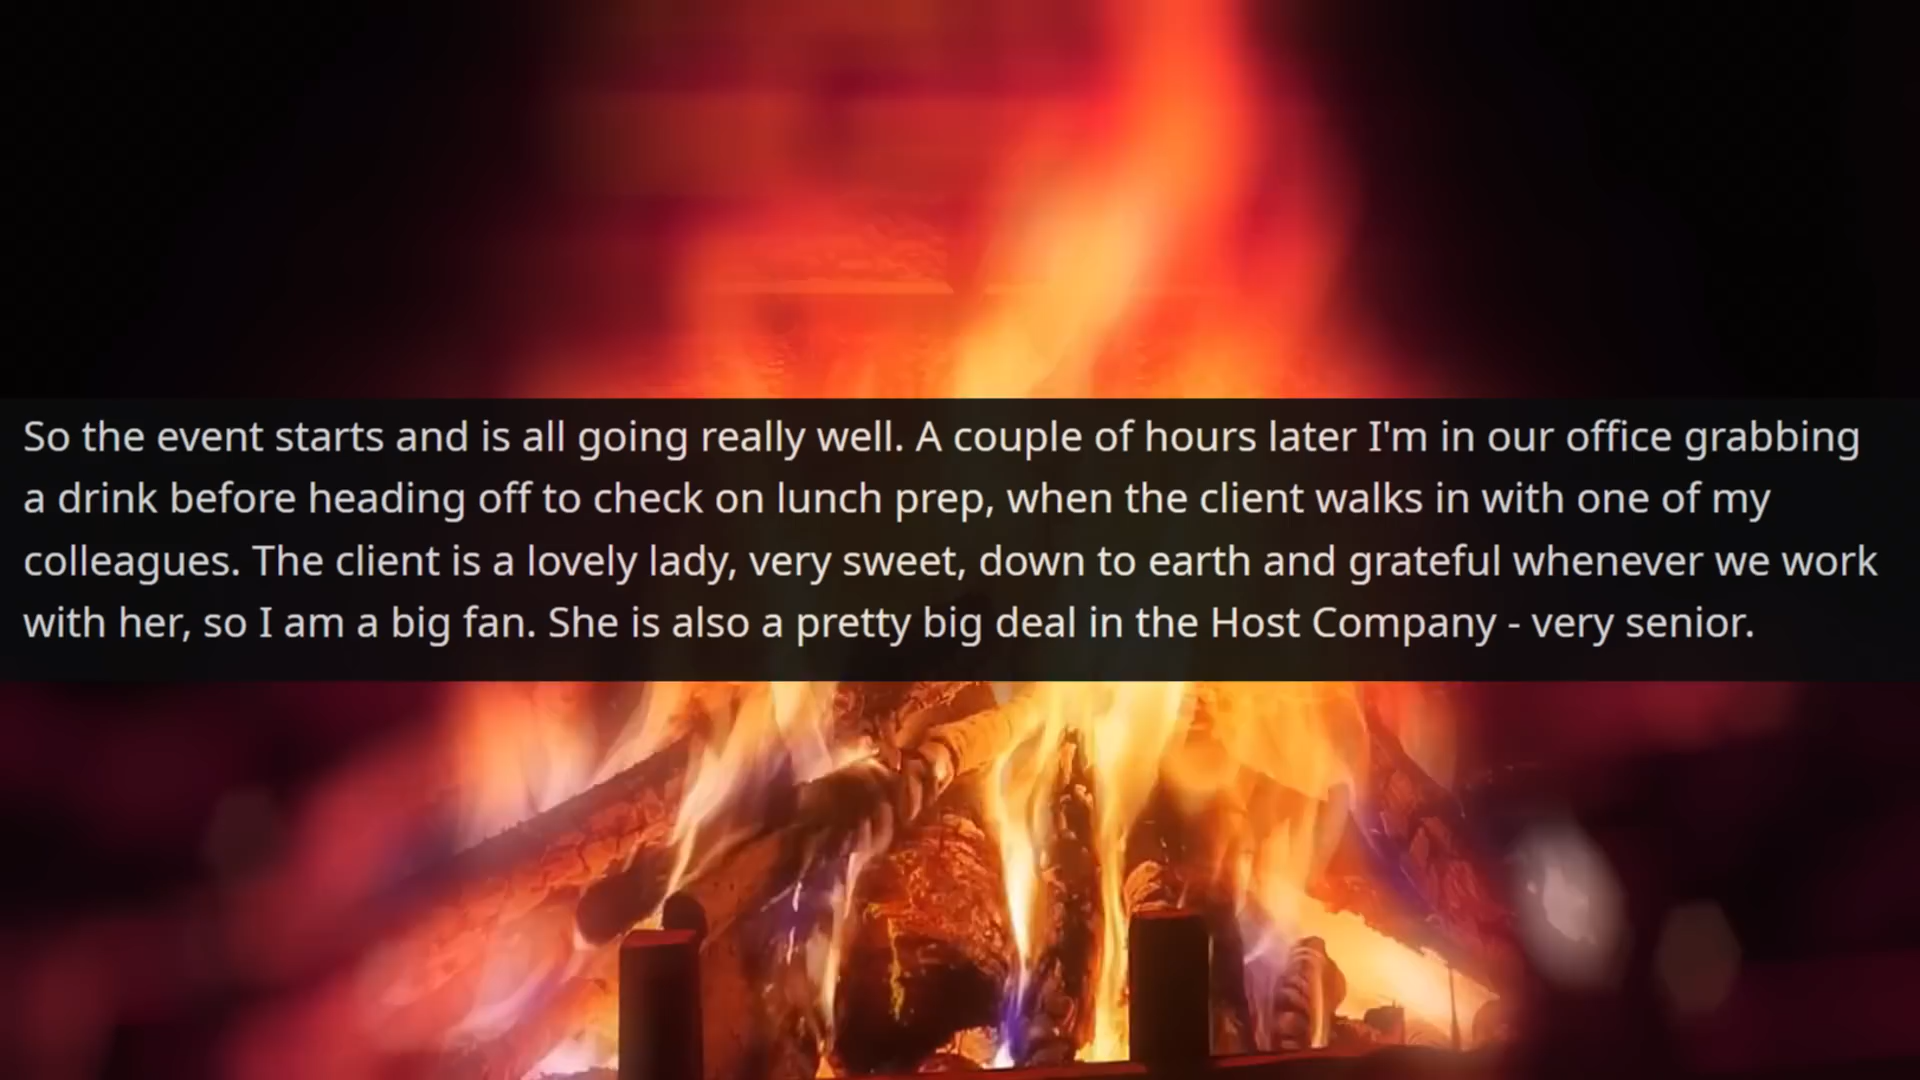 So the event starts and is all going really well. A couple of hours later I'm in our office grabbing
a drink before heading off to check on lunch prep, when the client walks in with one of my
colleagues. The client is a lovely lady, very sweet, down to earth and grateful whenever we work
with her, so I am a big fan. She is also a pretty big deal in the Host Company - very senior.